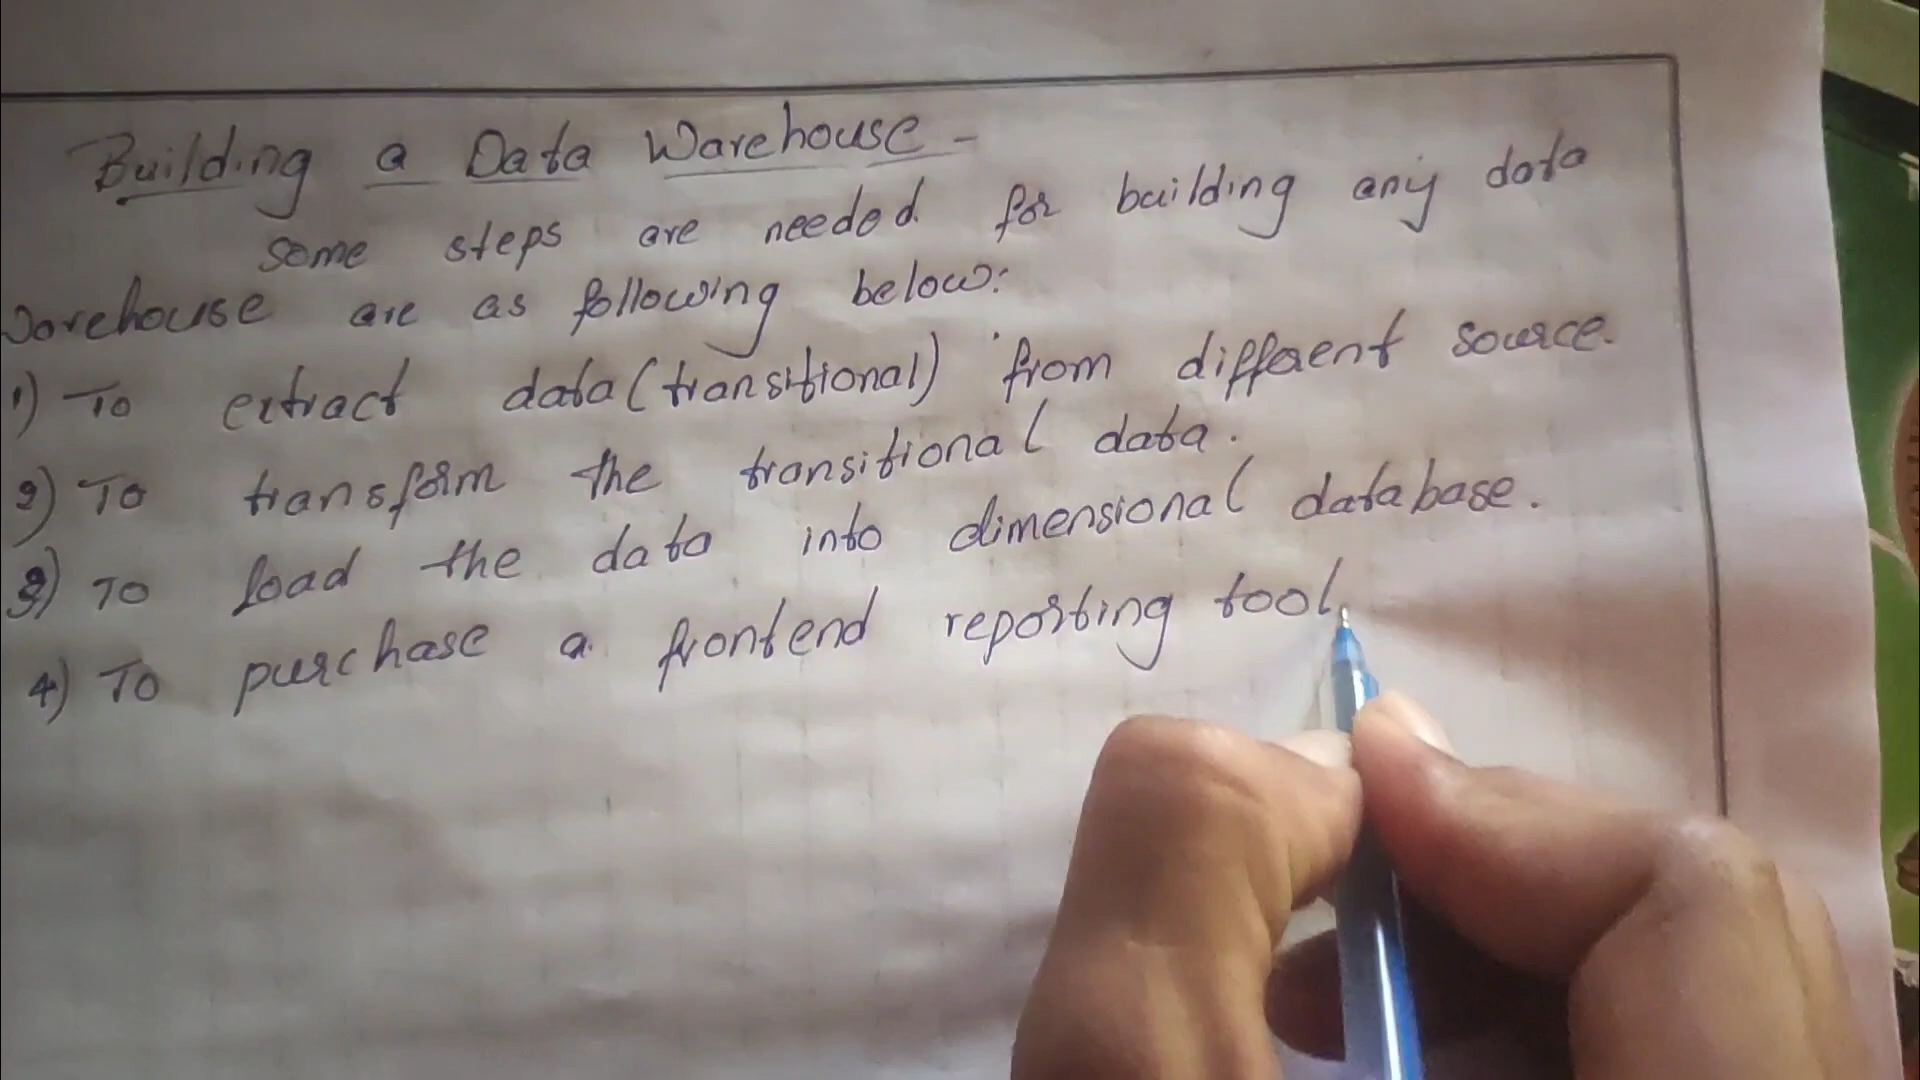 Building a Data Warehouse -
some steps are needed for building any data
warehouse are as following below:
1) To extract data (transitional) from diffaent source.
2) To transform the transitional data.
3) To load the data into dimensional database.
4) To purchase a frontend reporting tool.